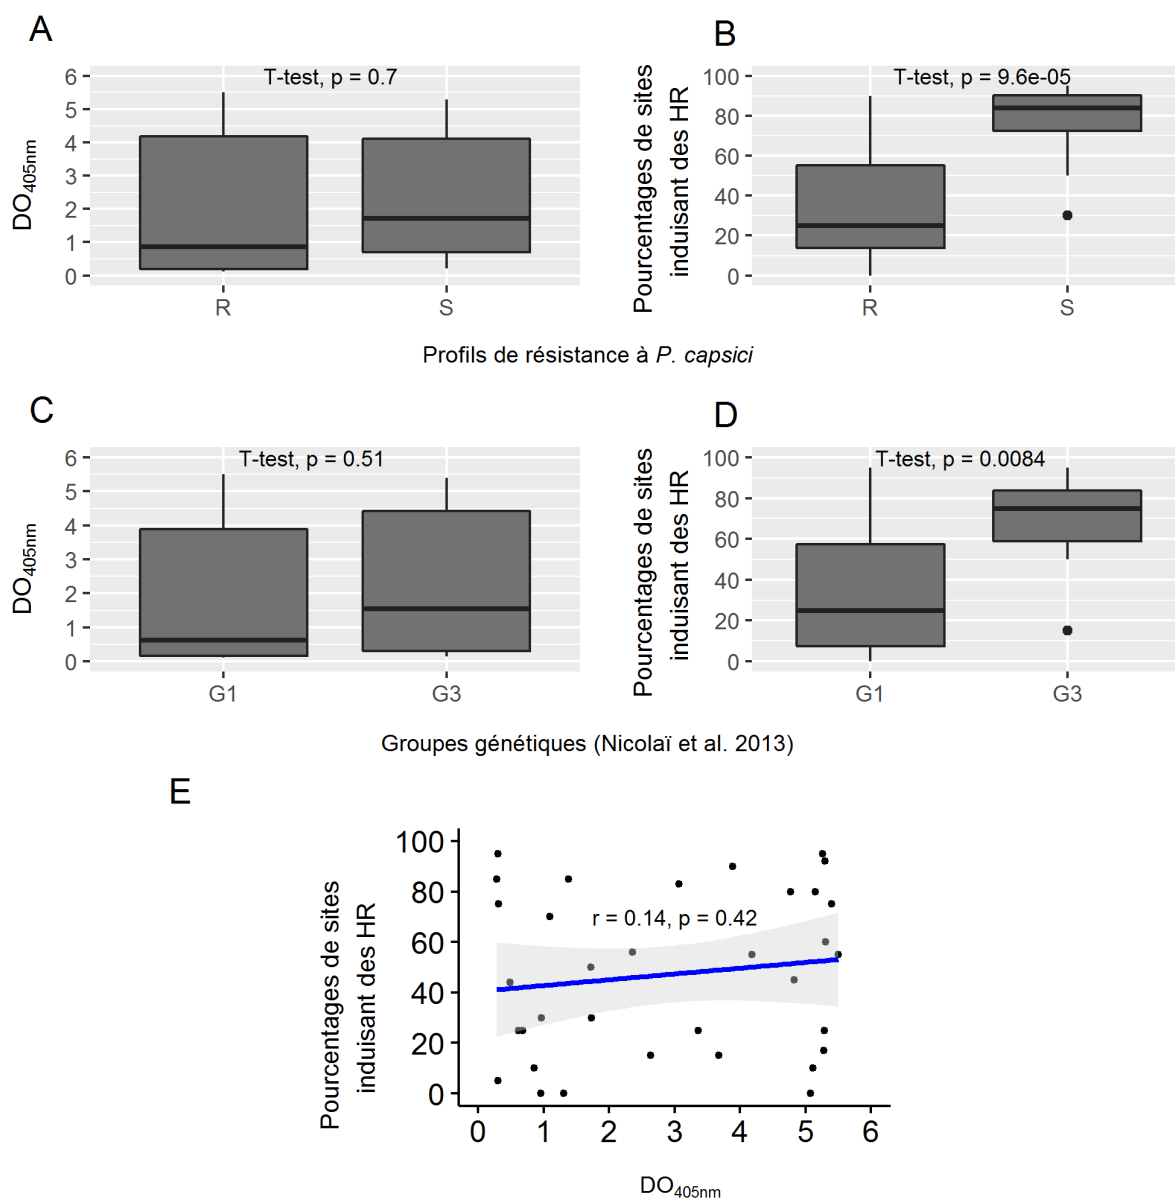 A
T-test, p = 0.7
DO405nm
6
5
4
3
2
1
0
R
S
B
T-test, p = 9.6e-05
Pourcentages de sites
induisant des HR
100
80
60
40
20
0
R
S
Profils de résistance à P. capsici
C
T-test, p = 0.51
DO405nm
6
5
4
3
2
1
0
G1
G3
D
T-test, p = 0.0084
Pourcentages de sites
induisant des HR
100
80
60
40
20
0
G1
G3
Groupes génétiques (Nicolaï et al. 2013)
E
Pourcentages de sites
induisant des HR
100
80
60
40
20
0
r = 0.14, p = 0.42
0 1 2 3 4 5 6
DO405nm